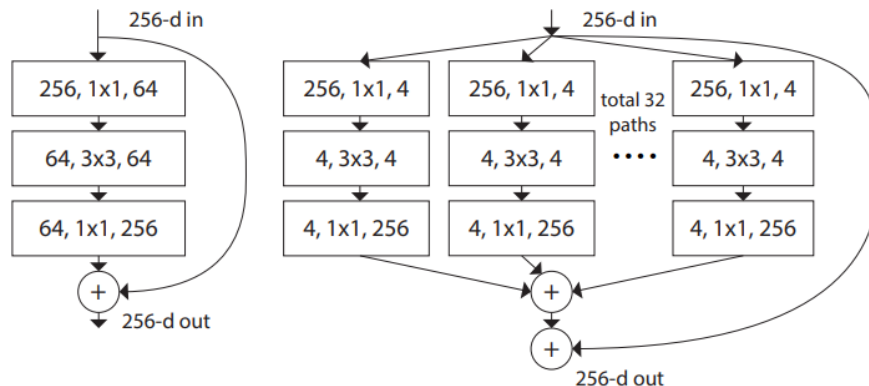 256-d in
256, 1x1, 64
64, 3x3, 64
64, 1x1, 256
+
256-d out
256-d in
256, 1x1, 4
256, 1x1, 4
total 32
paths
....
256, 1x1, 4
4, 3x3, 4
4, 3x3, 4
4, 3x3, 4
4, 1x1, 256
4, 1x1, 256
4, 1x1, 256
+
+
256-d out